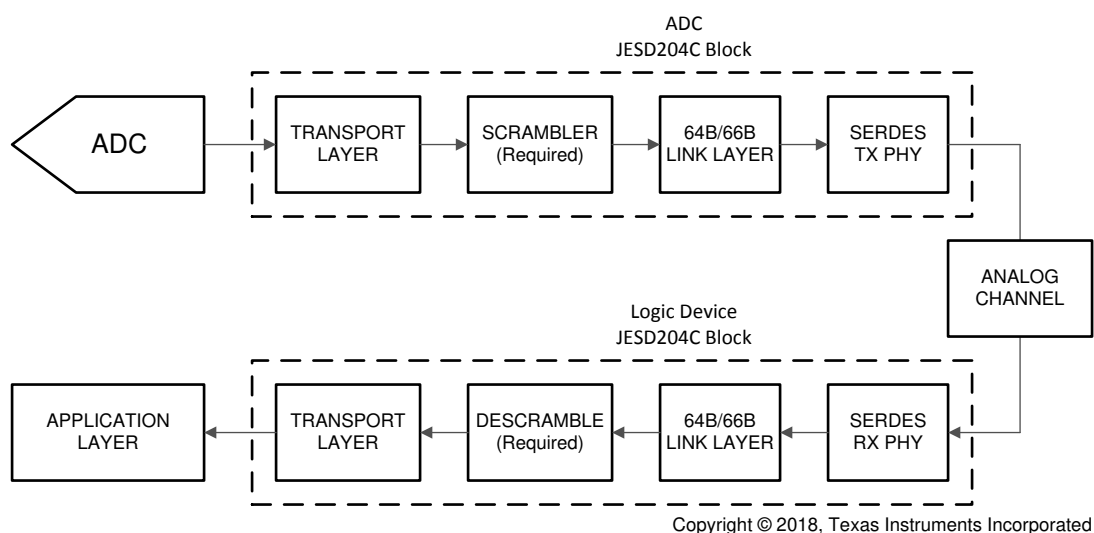 ADC
JESD204C Block
ADC
TRANSPORT
LAYER
SCRAMBLER
(Required)
64B/66B
LINK LAYER
SERDES
TX PHY
ANALOG
CHANNEL
Logic Device
JESD204C Block
APPLICATION
LAYER
TRANSPORT
LAYER
DESCRAMBLE
(Required)
64B/66B
LINK LAYER
SERDES
RX PHY
Copyright © 2018, Texas Instruments Incorporated